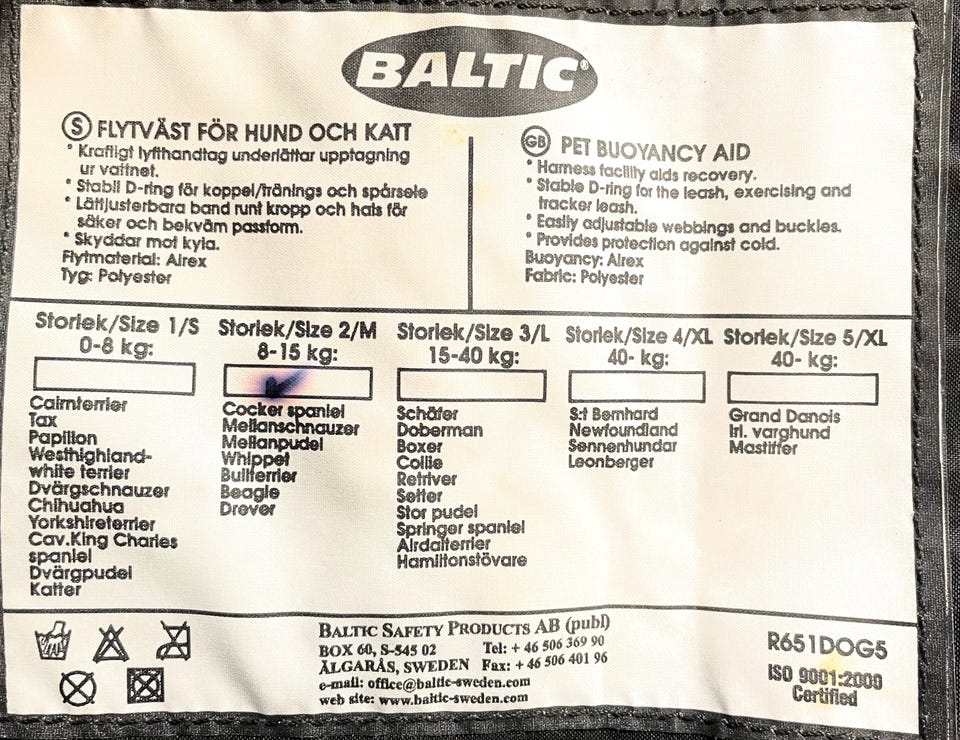 BALTIC®
S FLYTVÄST FÖR HUND OCH KATT
* Kraftigt lyfthandtag underlättar upptagning
ur vattnet.
* Stabil D-ring för koppel/tränings och spårsele
* Lättjusterbara band runt kropp och hals för
säker och bekväm passform.
* Skyddar mot kyla.
Flytmaterial: Airex
Tyg: Polyester
GB PET BUOYANCY AID
* Harness facility aids recovery.
* Stable D-ring for the leash, exercising and
tracker leash.
* Easily adjustable webbings and buckles.
* Provides protection against cold.
Buoyancy: Airex
Fabric: Polyester
Storlek/Size 1/S
0-8 kg:
Cairnterrier
Tax
Papillon
Westhighland-
white terrier
Dvärgschnauzer
Chihuahua
Yorkshireterrier
Cav.King Charles
spaniel
Dvärgpudel
Katter
Storlek/Size 2/M
8-15 kg:
Cocker spaniel
Mellanschnauzer
Mellanpudel
Whippet
Bullterrier
Beagle
Drever
Storlek/Size 3/L
15-40 kg:
Schäfer
Doberman
Boxer
Collie
Retriver
Setter
Stor pudel
Springer spaniel
Airdalterrier
Hamiltonstövare
Storlek/Size 4/XL
40- kg:
S:t Bernhard
Newfoundland
Sennenhundar
Leonberger
Storlek/Size 5/XL
40- kg:
Grand Danois
Irl. varghund
Mastiffer
BALTIC SAFETY PRODUCTS AB (publ)
BOX 60, S-545 02 Tel: + 46 506 369 90
ÄLGARÅS, SWEDEN Fax: + 46 506 401 96
e-mail: office@baltic-sweden.com
web site: www.baltic-sweden.com
R651DOG5
ISO 9001:2000
Certified